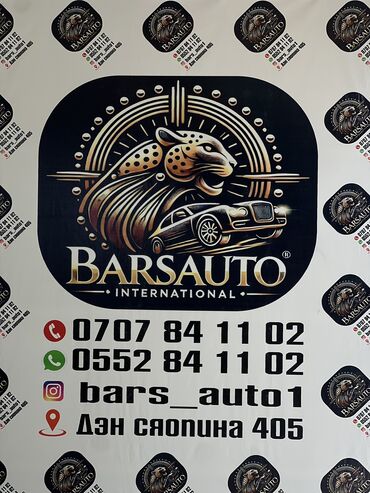 BARSAUTO®
INTERNATIONAL
0707 84 11 02
0552 84 11 02
bars_auto1
Дэн сяопина 405